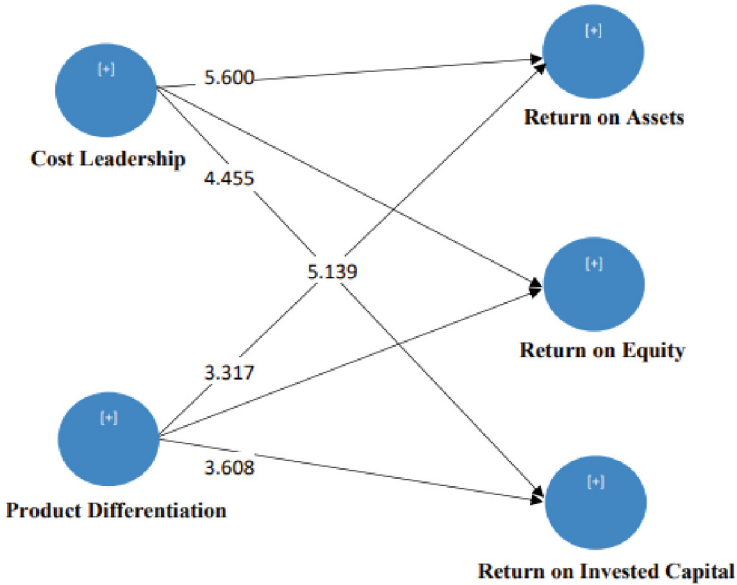 [+]
[+]
5.600
Return on Assets
Cost Leadership
4.455
[+]
5.139
Return on Equity
3.317
[+]
3.608
[+]
Product Differentiation
Return on Invested Capital